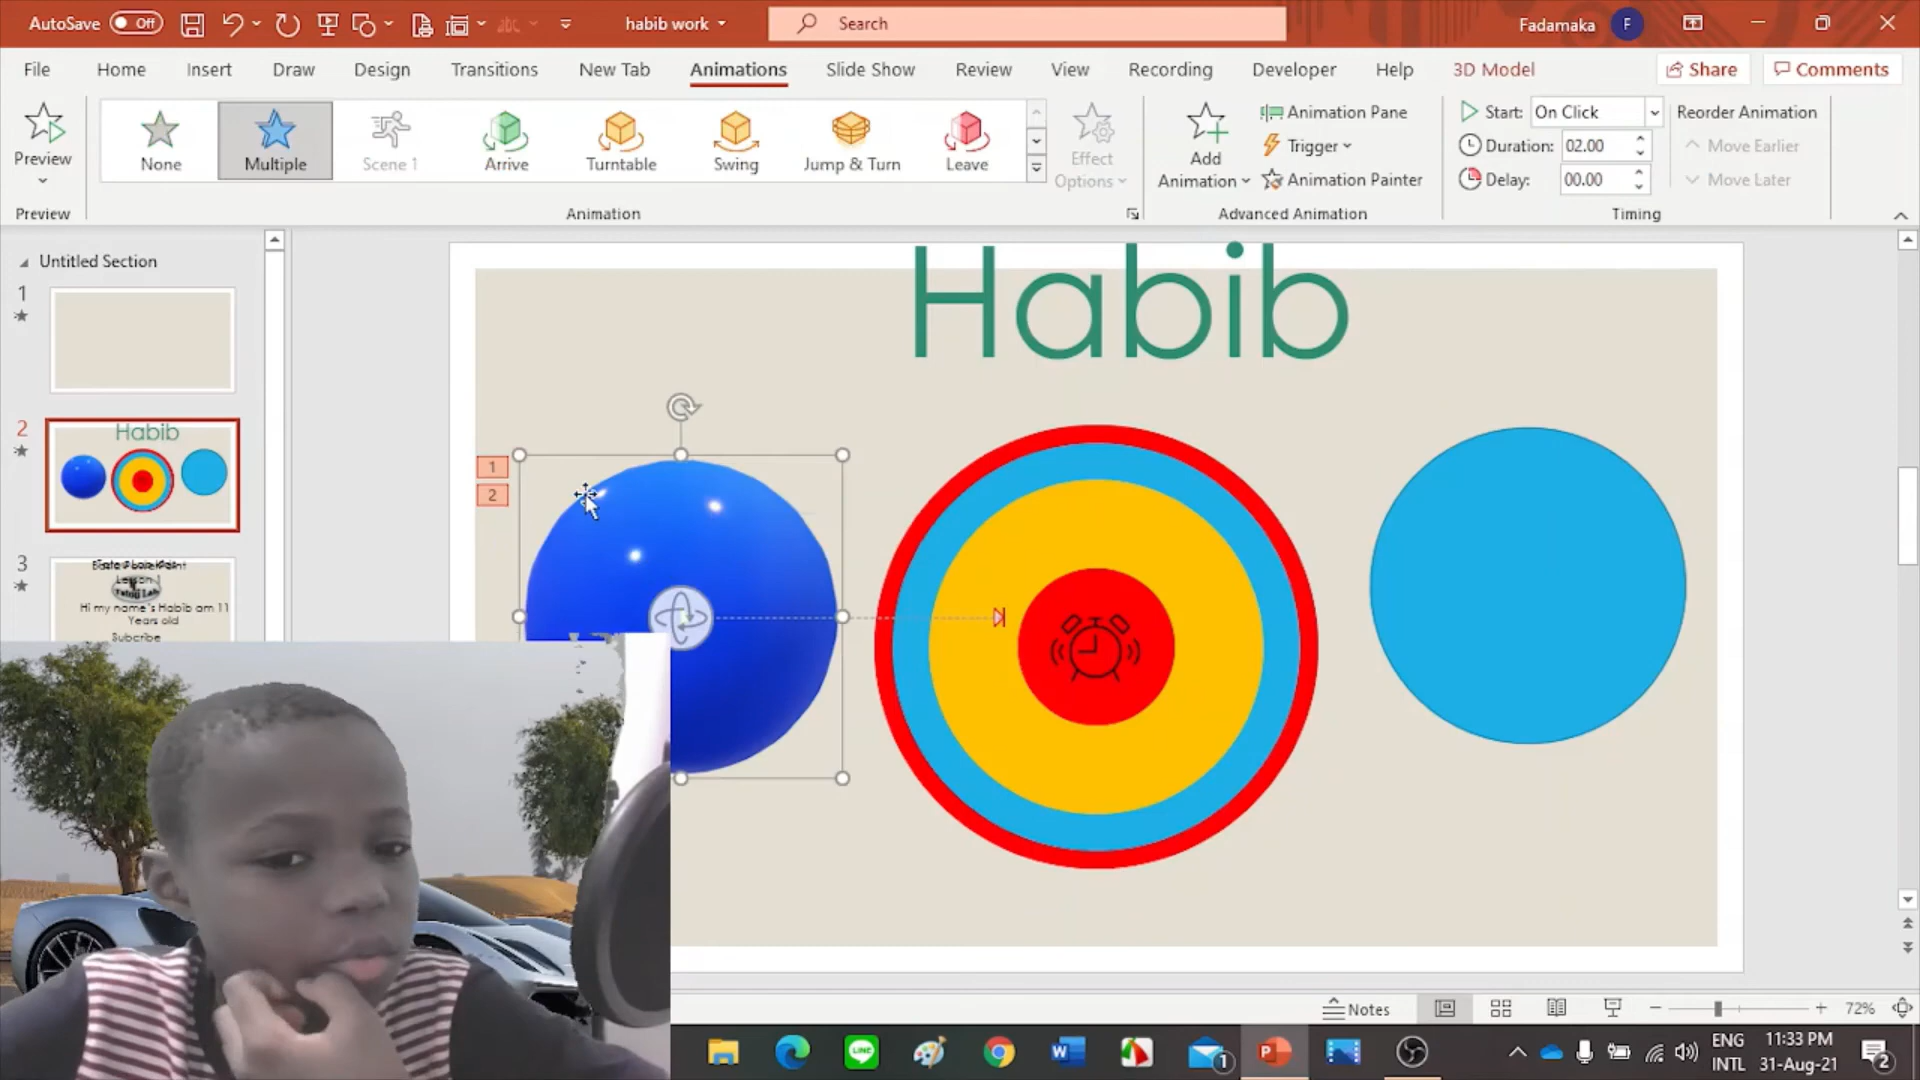 AutoSave Off
habib work
Search
Fadamaka F
File Home Insert Draw Design Transitions New Tab Animations Slide Show Review View Recording Developer Help 3D Model Share Comments
Preview
None Multiple Scene 1 Arrive Turntable Swing Jump & Turn Leave
Effect Options
Add Animation
Animation Pane
Trigger
Animation Painter
Start: On Click
Duration: 02.00
Delay: 00.00
Reorder Animation
Move Earlier
Move Later
Preview Animation Advanced Animation Timing
Untitled Section
1
2
Habib
3
Lesson 1
Hi my name's Habib am 11
Years old
Subcribe
Habib
1
2
Notes
72%
1
ENG
INTL
11:33 PM
31-Aug-21
2